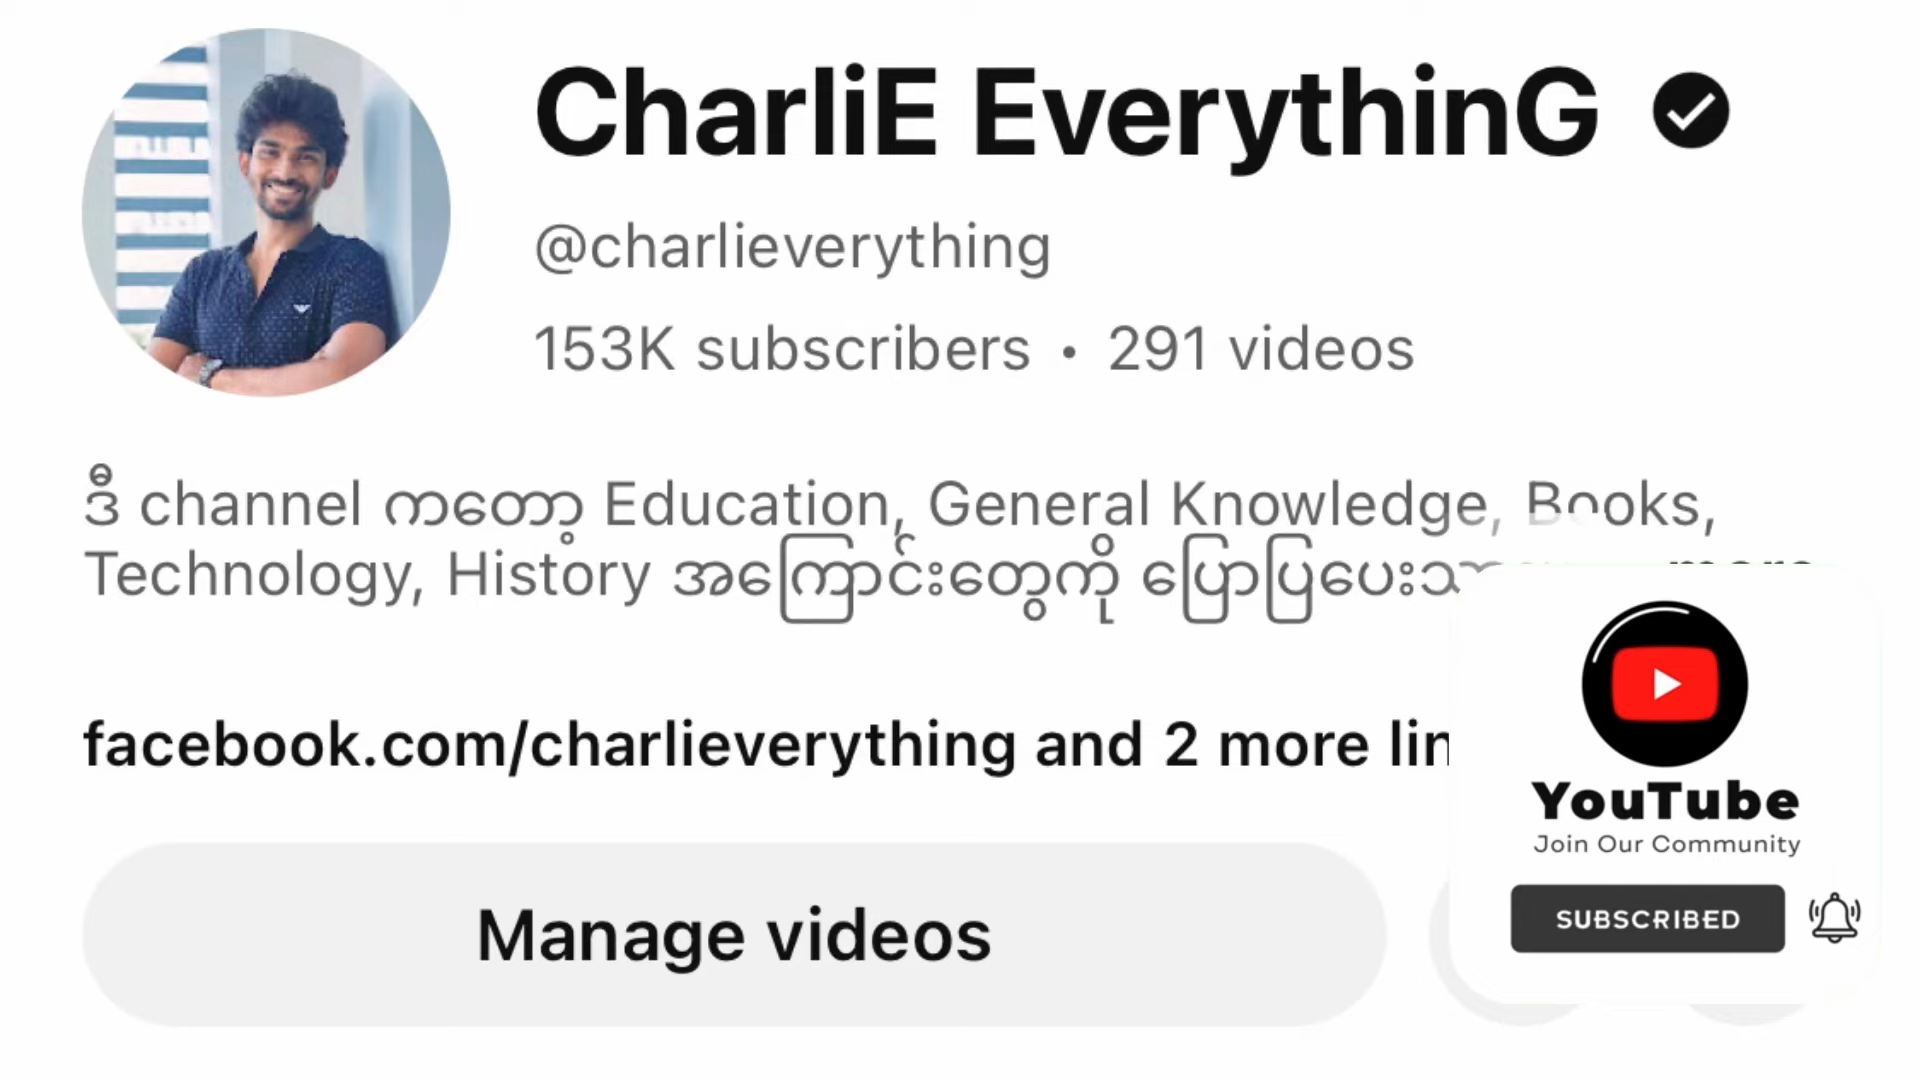 CharliE EverythinG
@charlieverything
153K subscribers • 291 videos
ဒီ channel ကတော့ Education, General Knowledge, Books,
Technology, History အကြောင်းတွေကို ပြောပြပေး
facebook.com/charlieverything and 2 more
Manage videos
YouTube
Join Our Community
SUBSCRIBED